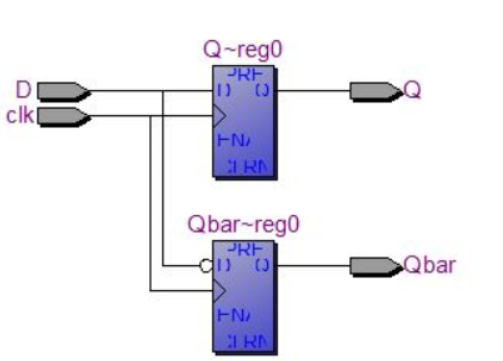 Q~reg0
PRE
D
D Q
Q
clk
ENA
CLRN
Qbar~reg0
PRE
D Q
Qbar
ENA
CLRN